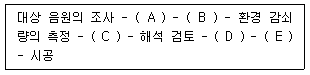 대상 음원의 조사 - ( A ) - ( B ) - 환경 감쇠
량의 측정 - ( C ) - 해석 검토 - ( D ) - ( E )
- 시공